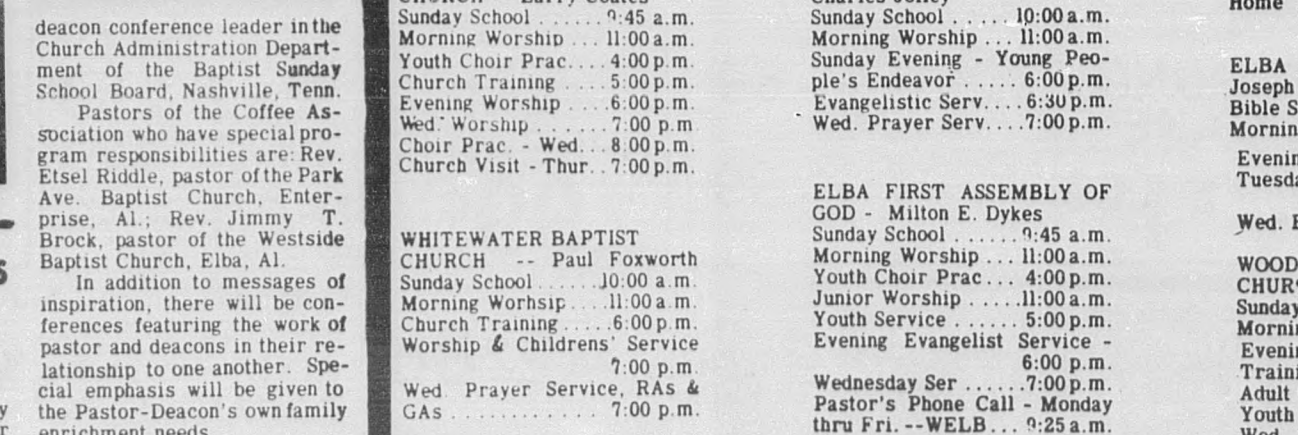 deacon conference leader in the
Church Administration Depart-
ment of the Baptist Sunday
School Board, Nashville, Tenn.
Pastors of the Coffee As-
sociation who have special pro-
gram responsibilities are: Rev.
Etsel Riddle, pastor of the Park
Ave. Baptist Church, Enter-
prise, Al.; Rev. Jimmy T.
Brock, pastor of the Westside
Baptist Church, Elba, Al.
In addition to messages of
inspiration, there will be con-
ferences featuring the work of
pastor and deacons in their re-
lationship to one another. Spe-
cial emphasis will be given to
the Pastor-Deacon's own family
enrichment needs
Sunday School ...... 9:45 a.m.
Morning Worship ... 11:00 a.m.
Youth Choir Prac.... 4:00 p.m.
Church Training ..... 5:00 p.m.
Evening Worship .... 6:00 p.m.
Wed. Worship ....... 7:00 p.m
Choir Prac. - Wed... 8:00 p.m.
Church Visit - Thur.. 7:00 p.m.
WHITEWATER BAPTIST
CHURCH -- Paul Foxworth
Sunday School ...... 10:00 a.m.
Morning Worhsip .... 11:00 a.m.
Church Training ..... 6:00 p.m.
Worship & Childrens' Service
7:00 p.m.
Wed. Prayer Service, RAs &
GAs ............ 7:00 p.m.
Sunday School ..... 10:00 a.m.
Morning Worship ... 11:00 a.m.
Sunday Evening - Young Peo-
ple's Endeavor ..... 6:00 p.m.
Evangelistic Serv.... 6:30 p.m.
Wed. Prayer Serv.... 7:00 p.m.
ELBA FIRST ASSEMBLY OF
GOD - Milton E. Dykes
Sunday School ...... 9:45 a.m.
Morning Worship ... 11:00 a.m.
Youth Choir Prac... 4:00 p.m.
Junior Worship ..... 11:00 a.m.
Youth Service ...... 5:00 p.m.
Evening Evangelist Service -
6:00 p.m.
Wednesday Ser ...... 7:00 p.m.
Pastor's Phone Call - Monday
thru Fri. --WELB... 9:25 a.m.
Home
ELBA
Joseph
Bible S
Mornin
Evenin
Tuesda
Wed.
WOOD
CHUR
Sunday
Mornin
Evenin
Traini
Adult
Youth